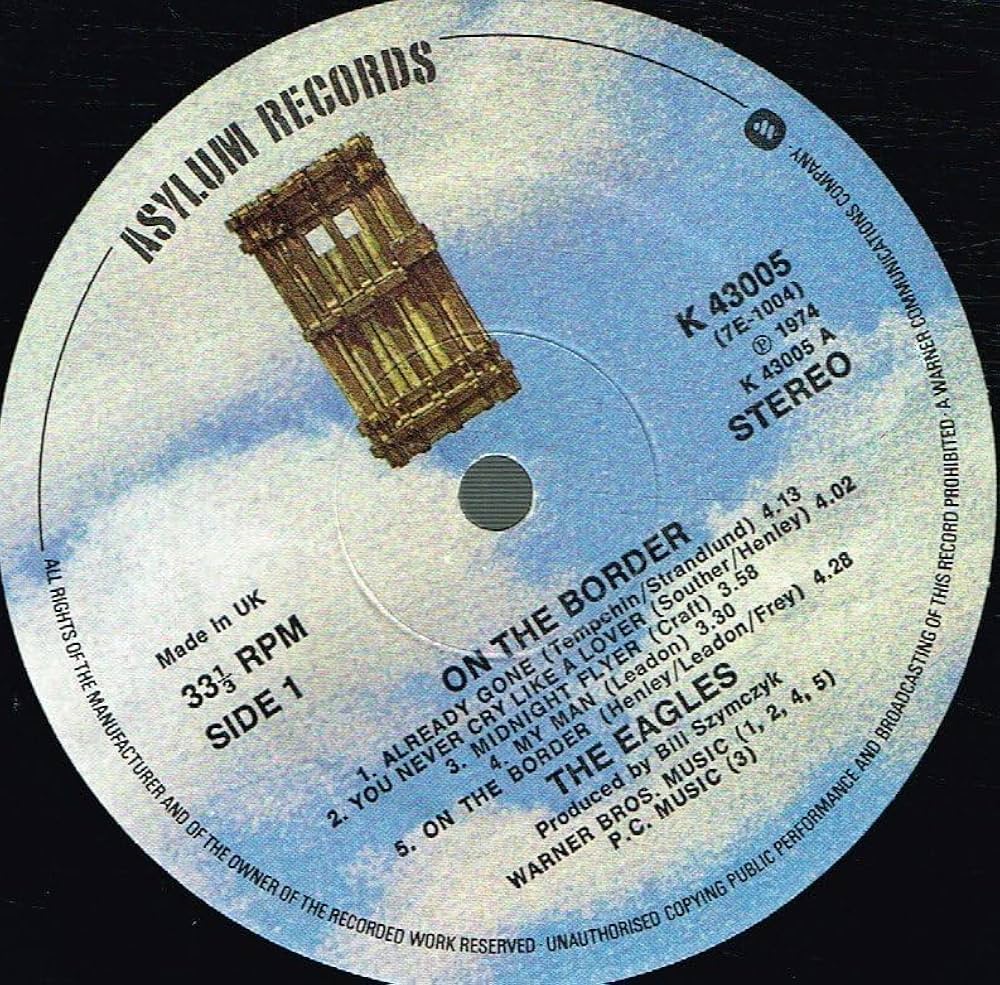 ASYLUM RECORDS
K 43005
(7E-1004)
℗ 1974
K 43005 A
STEREO
Made In UK
33⅓ RPM
SIDE 1
ON THE BORDER
1. ALREADY GONE (Tempchin/Strandlund) 4.13
2. YOU NEVER CRY LIKE A LOVER (Souther/Henley) 4.02
3. MIDNIGHT FLYER (Craft) 3.58
4. MY MAN (Leadon) 3.30
5. ON THE BORDER (Henley/Leadon/Frey) 4.28
THE EAGLES
Produced by Bill Szymczyk
WARNER BROS. MUSIC (1, 2, 4, 5)
P.C. MUSIC (3)
ALL RIGHTS OF THE MANUFACTURER AND OF THE OWNER OF THE RECORDED WORK RESERVED · UNAUTHORISED COPYING PUBLIC PERFORMANCE AND BROADCASTING OF THIS RECORD PROHIBITED · A WARNER COMMUNICATIONS COMPANY ·